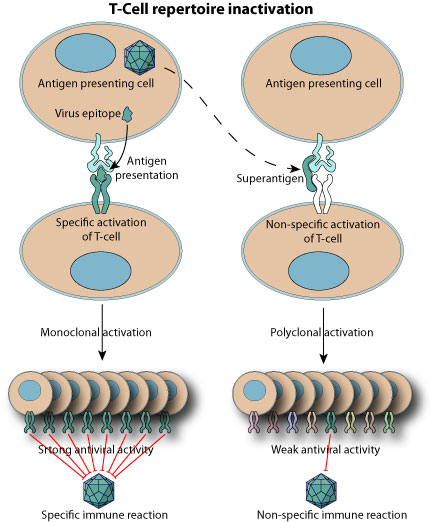 T-Cell repertoire inactivation
Antigen presenting cell
Virus epitope
Antigen
presentation
Specific activation
of T-cell
Monoclonal activation
Srtong antiviral activity
Specific immune reaction
Antigen presenting cell
Superantigen
Non-specific activation
of T-cell
Polyclonal activation
Weak antiviral activity
Non-specific immune reaction